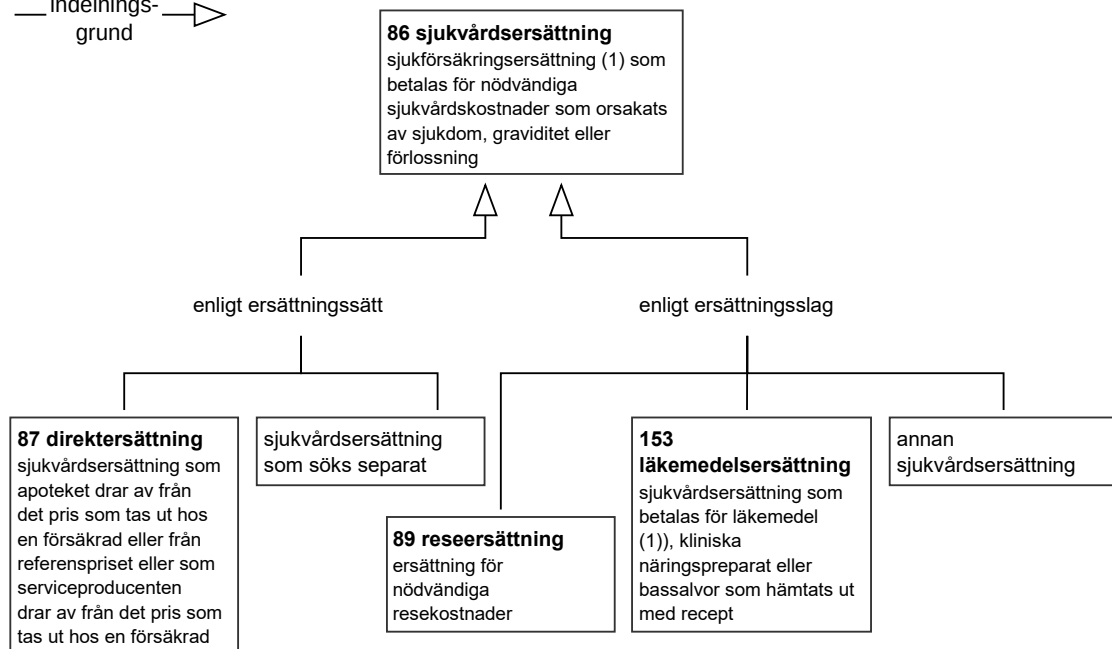 indelnings-
grund
86 sjukvårdsersättning
sjukförsäkringsersättning (1) som
betalas för nödvändiga
sjukvårdskostnader som orsakats
av sjukdom, graviditet eller
förlossning
enligt ersättningssätt
enligt ersättningsslag
87 direktersättning
sjukvårdsersättning som
apoteket drar av från
det pris som tas ut hos
en försäkrad eller från
referenspriset eller som
serviceproducenten
drar av från det pris som
tas ut hos en försäkrad
sjukvårdsersättning
som söks separat
89 reseersättning
ersättning för
nödvändiga
resekostnader
153
läkemedelsersättning
sjukvårdsersättning som
betalas för läkemedel
(1)), kliniska
näringspreparat eller
bassalvor som hämtats ut
med recept
annan
sjukvårdsersättning